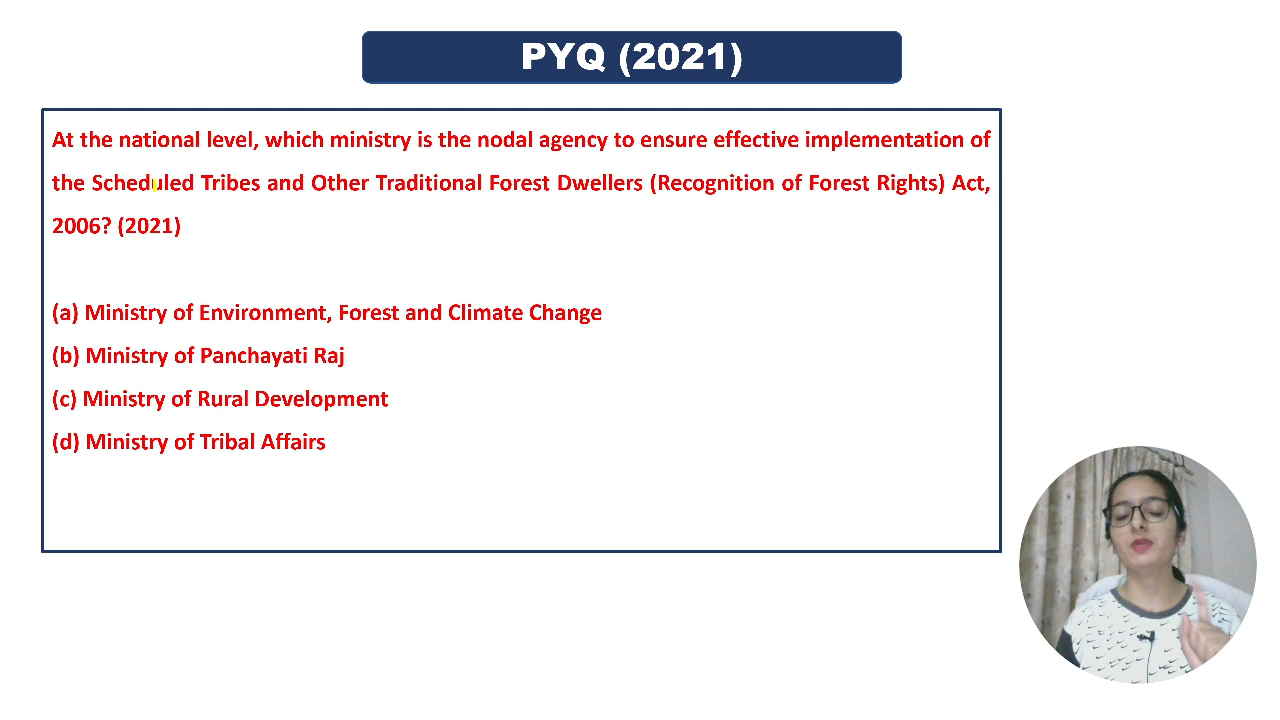 PYQ (2021)
At the national level, which ministry is the nodal agency to ensure effective implementation of
the Scheduled Tribes and Other Traditional Forest Dwellers (Recognition of Forest Rights) Act,
2006? (2021)
(a) Ministry of Environment, Forest and Climate Change
(b) Ministry of Panchayati Raj
(c) Ministry of Rural Development
(d) Ministry of Tribal Affairs